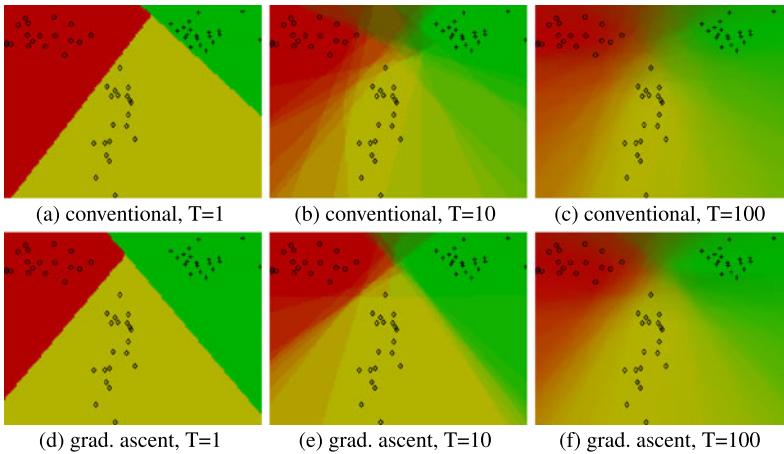 (a) conventional, T=1
(b) conventional, T=10
(c) conventional, T=100
(d) grad. ascent, T=1
(e) grad. ascent, T=10
(f) grad. ascent, T=100